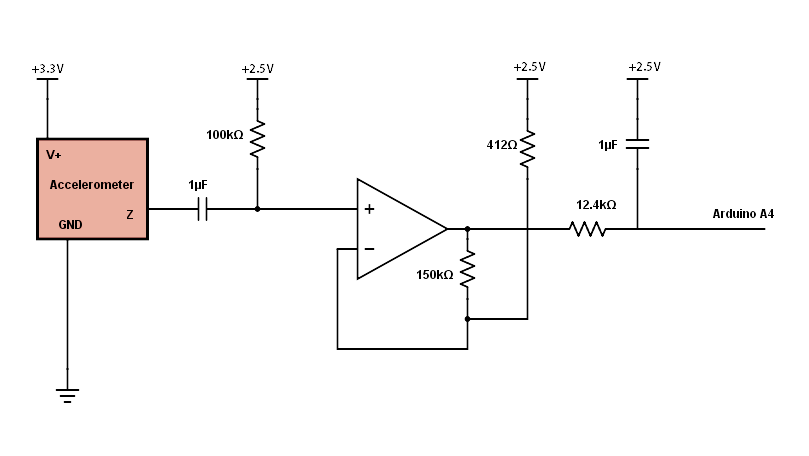 +3.3V
+2.5V
+2.5V
+2.5V
100kΩ
412Ω
1µF
V+
Accelerometer
Z
GND
1µF
+
−
12.4kΩ
Arduino A4
150kΩ